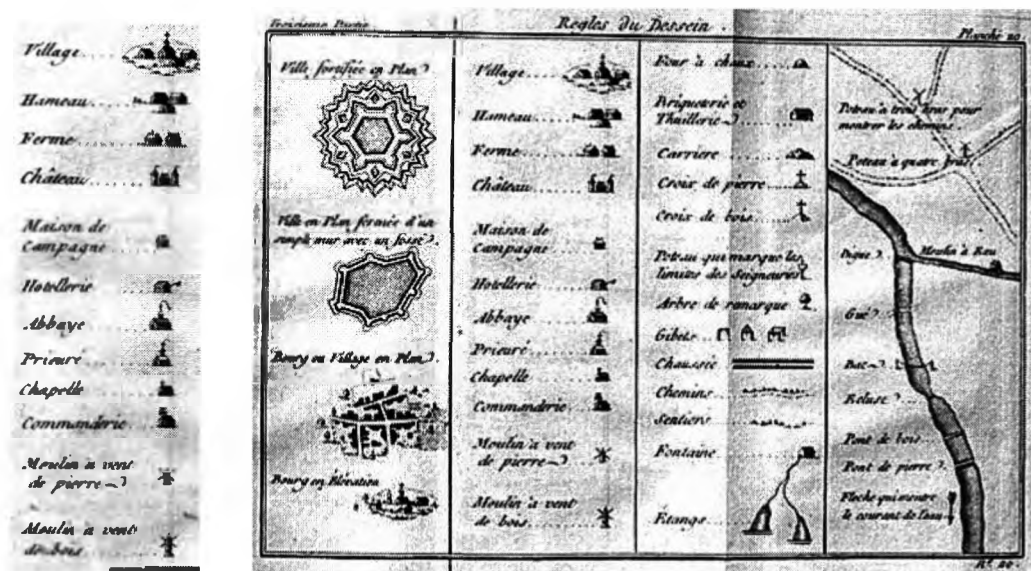 Village
Hameau
Ferme
Château
Maison de
Campagne
Hotellerie
Abbaye
Prieuré
Chapelle
Commanderie
Moulin a vent
de pierre
Moulin a vent
de bois
Troisieme Partie
Regles du Dessein
Planche 20
Ville fortifiée en Plan
Ville en Plan fermée d'un
simple mur avec un fossé
Bourg ou Village en Plan
Bourg en Élévation
Village
Hameau
Ferme
Château
Maison de
Campagne
Hotellerie
Abbaye
Prieuré
Chapelle
Commanderie
Moulin a vent
de pierre
Moulin a vent
de bois
Four à chaux
Briqueterie et
Thuillerie
Carriere
Croix de pierre
Croix de bois
Poteau qui marque les
limites des Seigneuries
Arbre de remarque
Gibets
Chaussée
Chemins
Sentiers
Fontaine
Etangs
Poteau a trois bras pour
montrer les chemins
Poteau a quatre bras
Digue
Moulin à Eau
Gué
Bac
Ecluse
Pont de bois
Pont de pierre
Fleche qui montre
le courant de l'eau